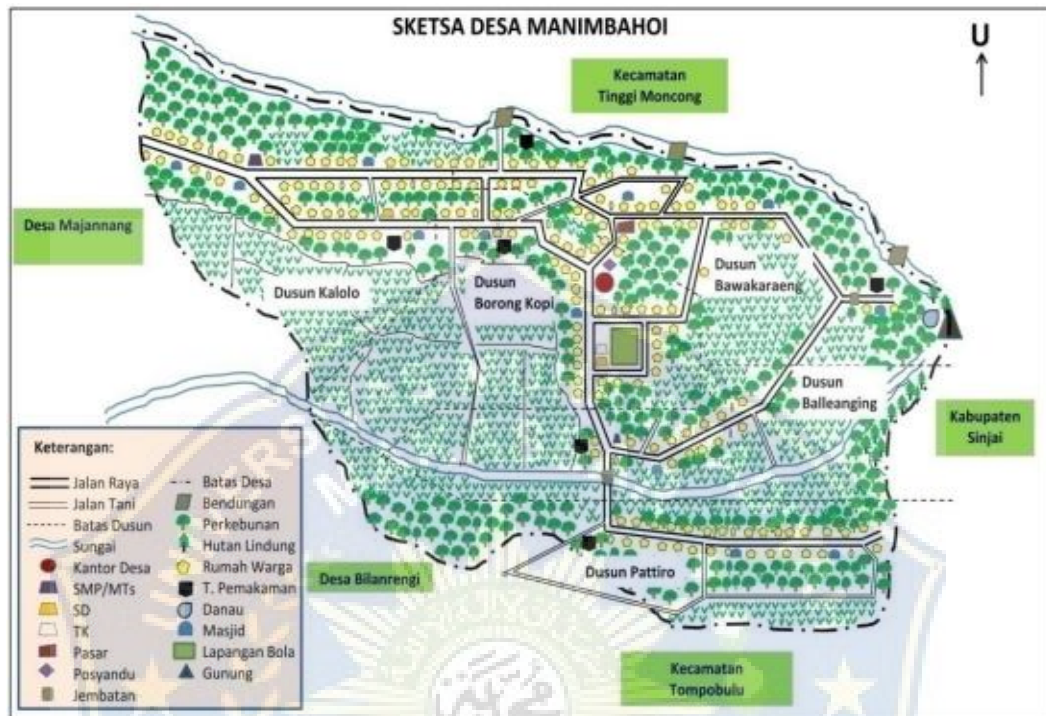 SKETSA DESA MANIMBAHOI
U
Kecamatan
Tinggi Moncong
Desa Majannang
Dusun Kalolo
Dusun
Borong Kopi
Dusun
Bawakaraeng
Dusun
Balleanging
Kabupaten
Sinjai
Desa Bilanrengi
Dusun Pattiro
Kecamatan
Tompobulu
Keterangan:
Jalan Raya
Jalan Tani
Batas Dusun
Sungai
Kantor Desa
SMP/MTs
SD
TK
Pasar
Posyandu
Jembatan
Batas Desa
Bendungan
Perkebunan
Hutan Lindung
Rumah Warga
T. Pemakaman
Danau
Masjid
Lapangan Bola
Gunung